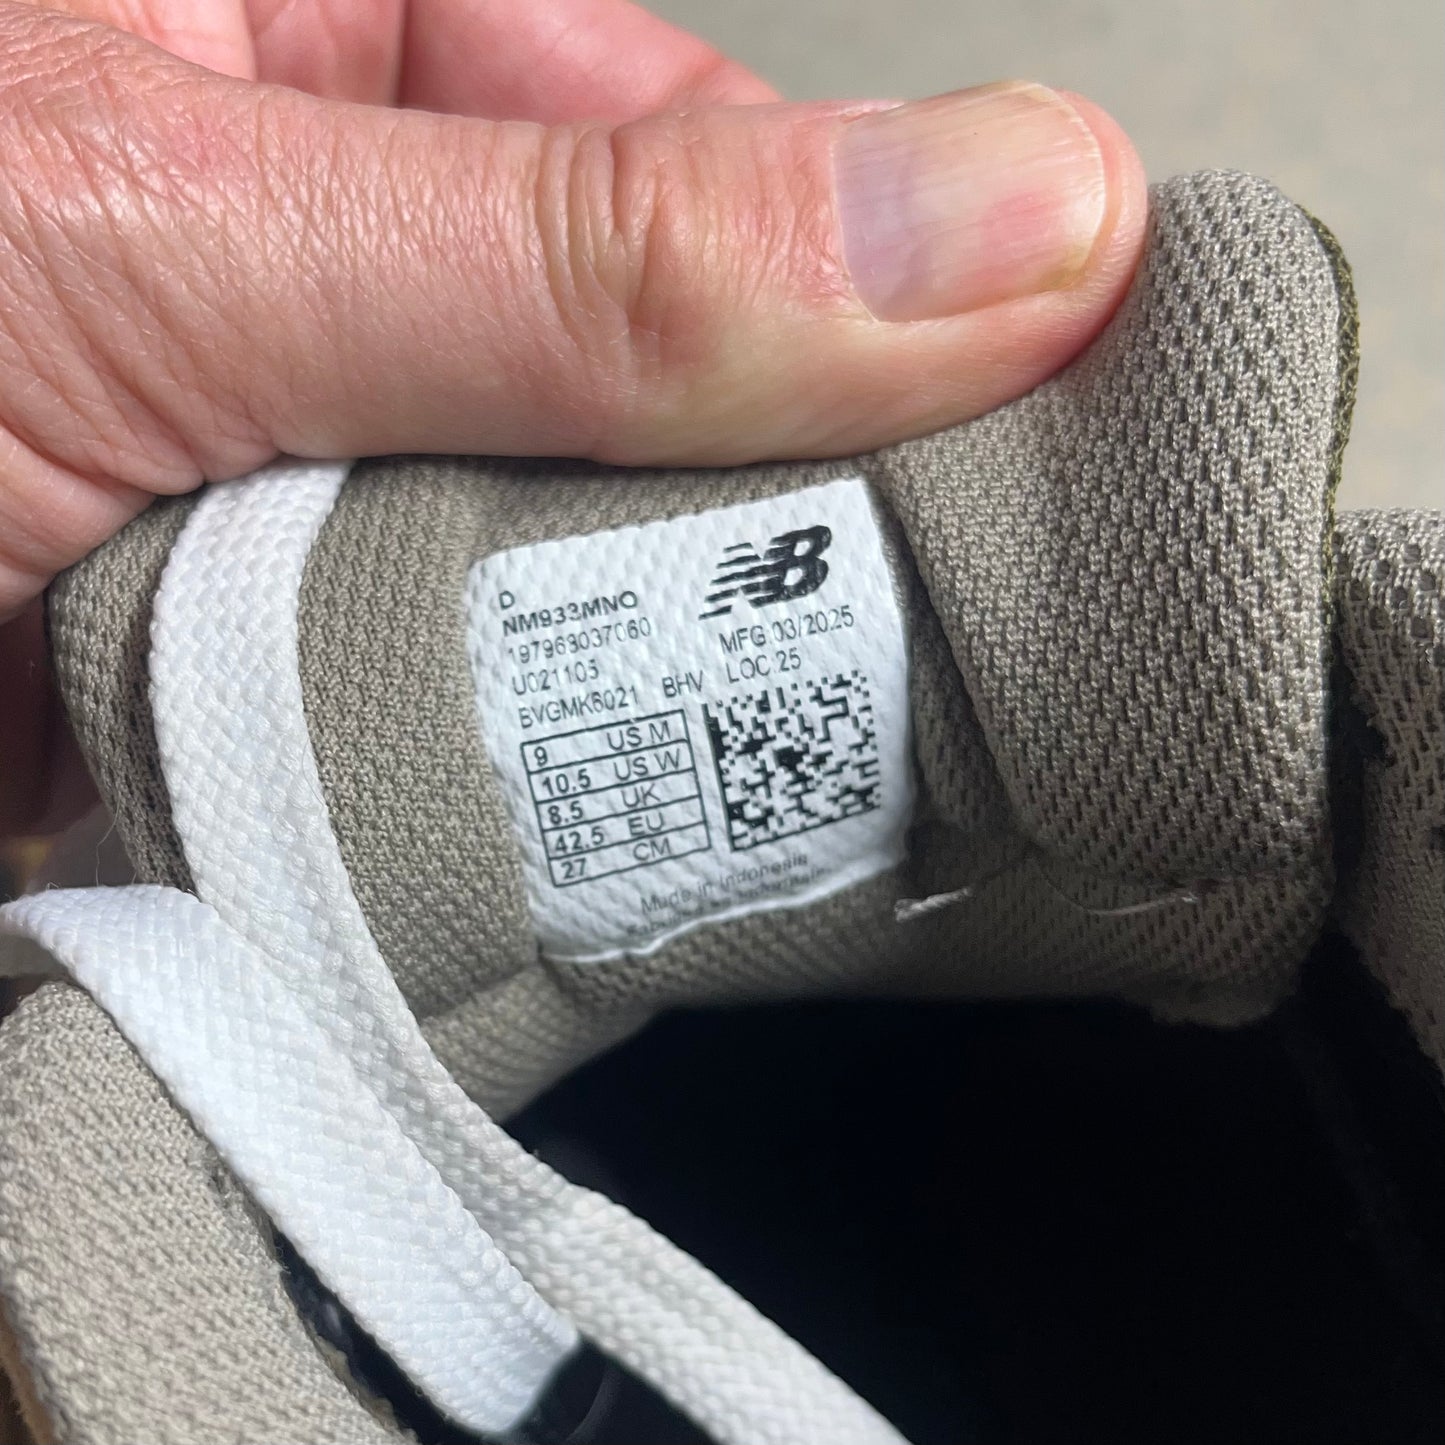 D
NM933MNO
197969037060
U021105
BVGMK6021 BHV
NB
MFG 03/2025
LOC 25
9 US M
10.5 US W
8.5 UK
42.5 EU
27 CM
Made in Indonesia